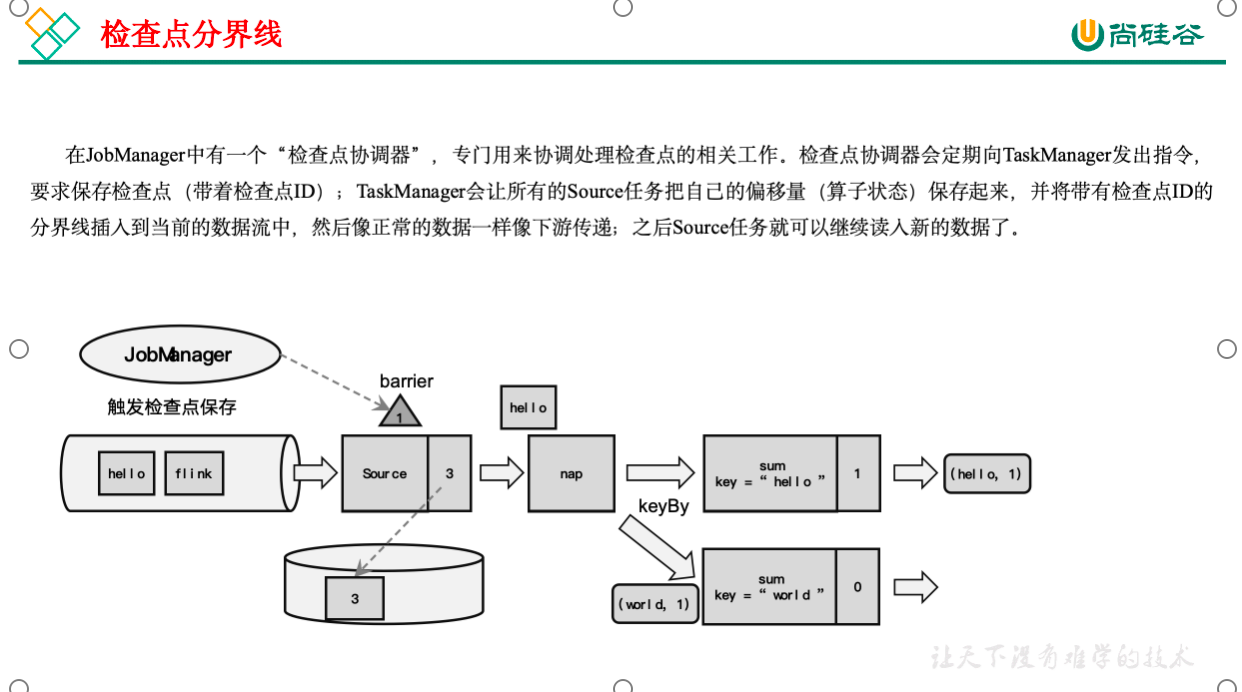 检查点分界线
尚硅谷
在JobManager中有一个“检查点协调器”，专门用来协调处理检查点的相关工作。检查点协调器会定期向TaskManager发出指令，
要求保存检查点（带着检查点ID）；TaskManager会让所有的Source任务把自己的偏移量（算子状态）保存起来，并将带有检查点ID的
分界线插入到当前的数据流中，然后像正常的数据一样像下游传递；之后Source任务就可以继续读入新的数据了。
JobManager
barrier
触发检查点保存
1
hello
hello
flink
Source
3
nap
sum
key = “ hello ”
1
(hello, 1)
keyBy
3
(world, 1)
sum
key = “ world ”
0
让天下没有难学的技术